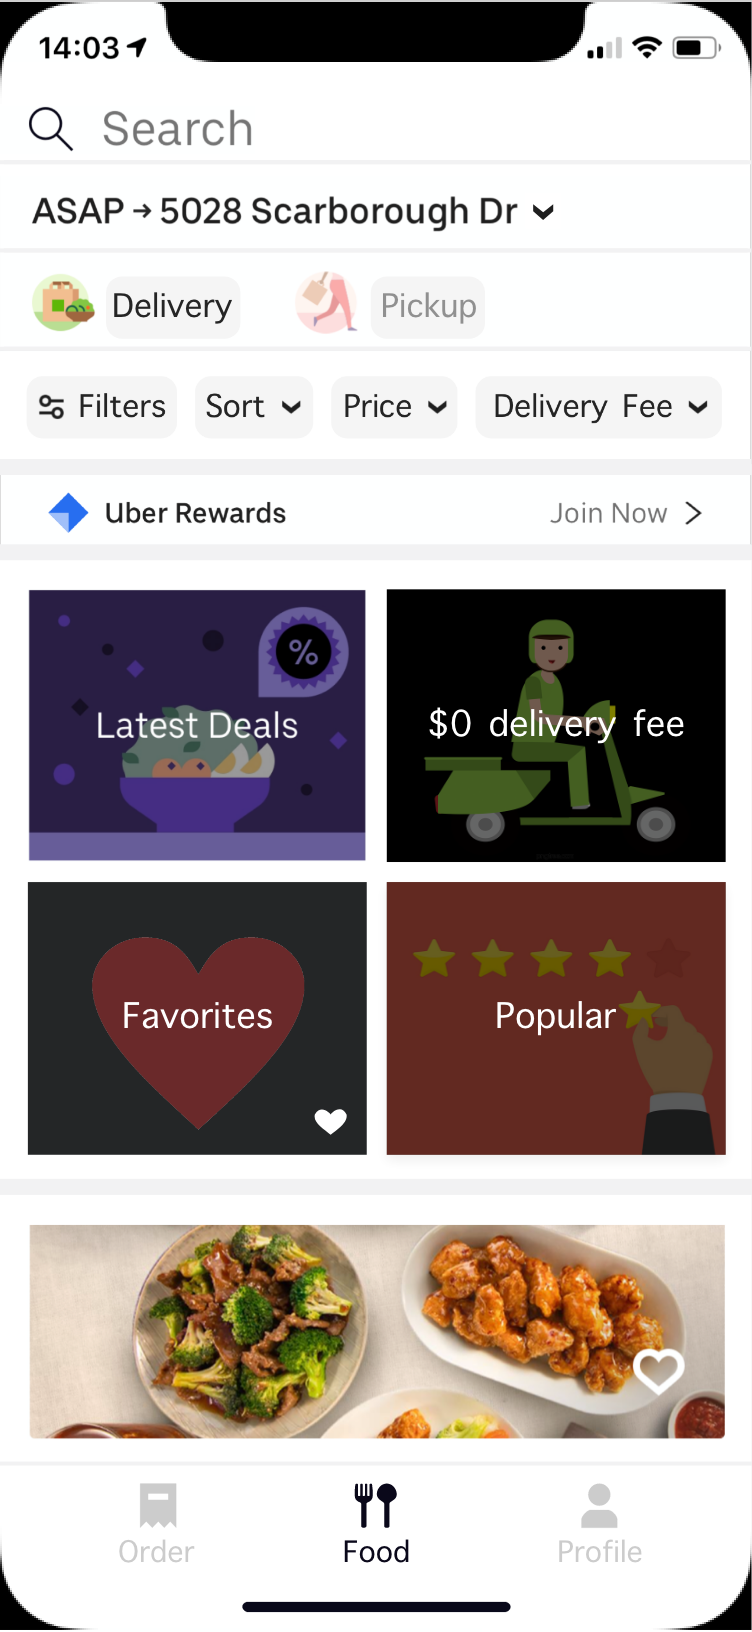 14:03
Search
ASAP → 5028 Scarborough Dr
Delivery Pickup
Filters Sort Price Delivery Fee
Uber Rewards Join Now
%
Latest Deals $0 delivery fee
Favorites Popular
Order Food Profile